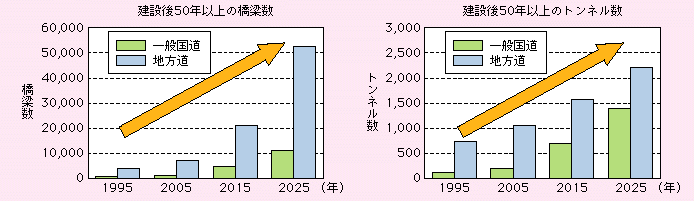 建設後50年以上の橋梁数
60,000
50,000
40,000
30,000
20,000
10,000
0
橋梁数
一般国道
地方道
1995 2005 2015 2025 (年)
建設後50年以上のトンネル数
3,000
2,500
2,000
1,500
1,000
500
0
トンネル数
一般国道
地方道
1995 2005 2015 2025 (年)